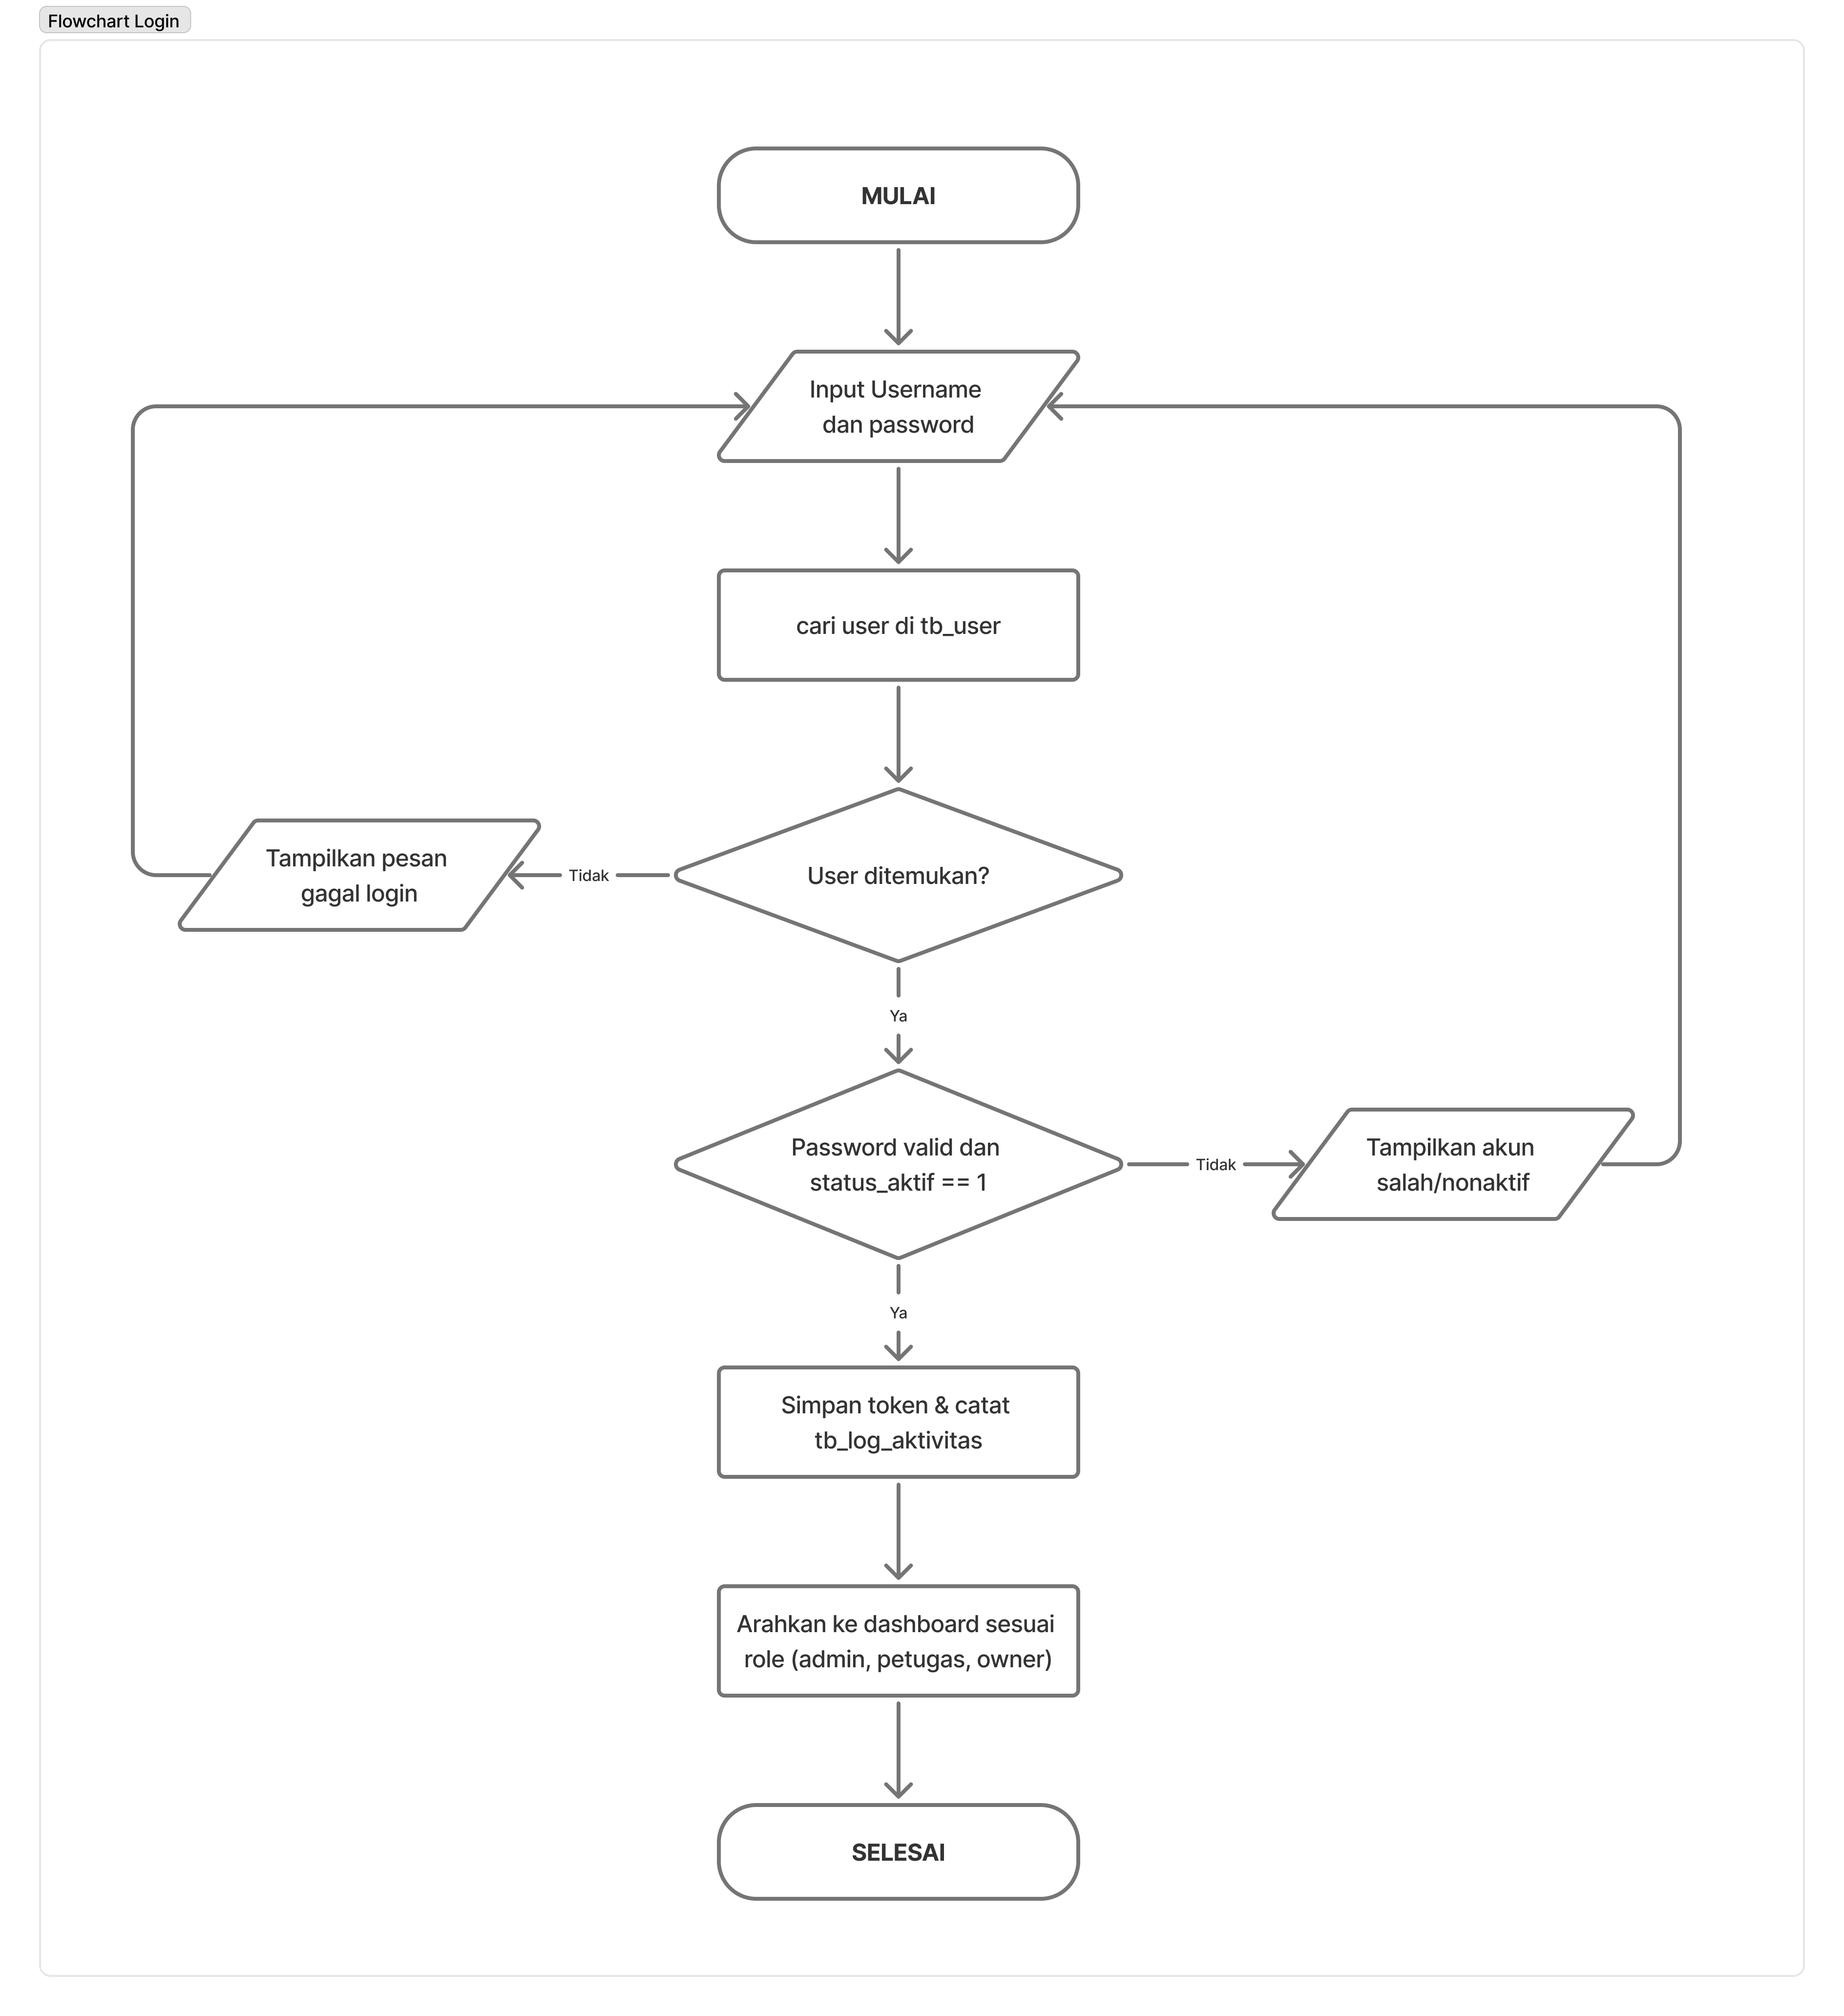 Flowchart Login
MULAI
Input Username
dan password
cari user di tb_user
Tampilkan pesan
gagal login
Tidak
User ditemukan?
Ya
Password valid dan
status_aktif == 1
Tidak
Tampilkan akun
salah/nonaktif
Ya
Simpan token & catat
tb_log_aktivitas
Arahkan ke dashboard sesuai
role (admin, petugas, owner)
SELESAI